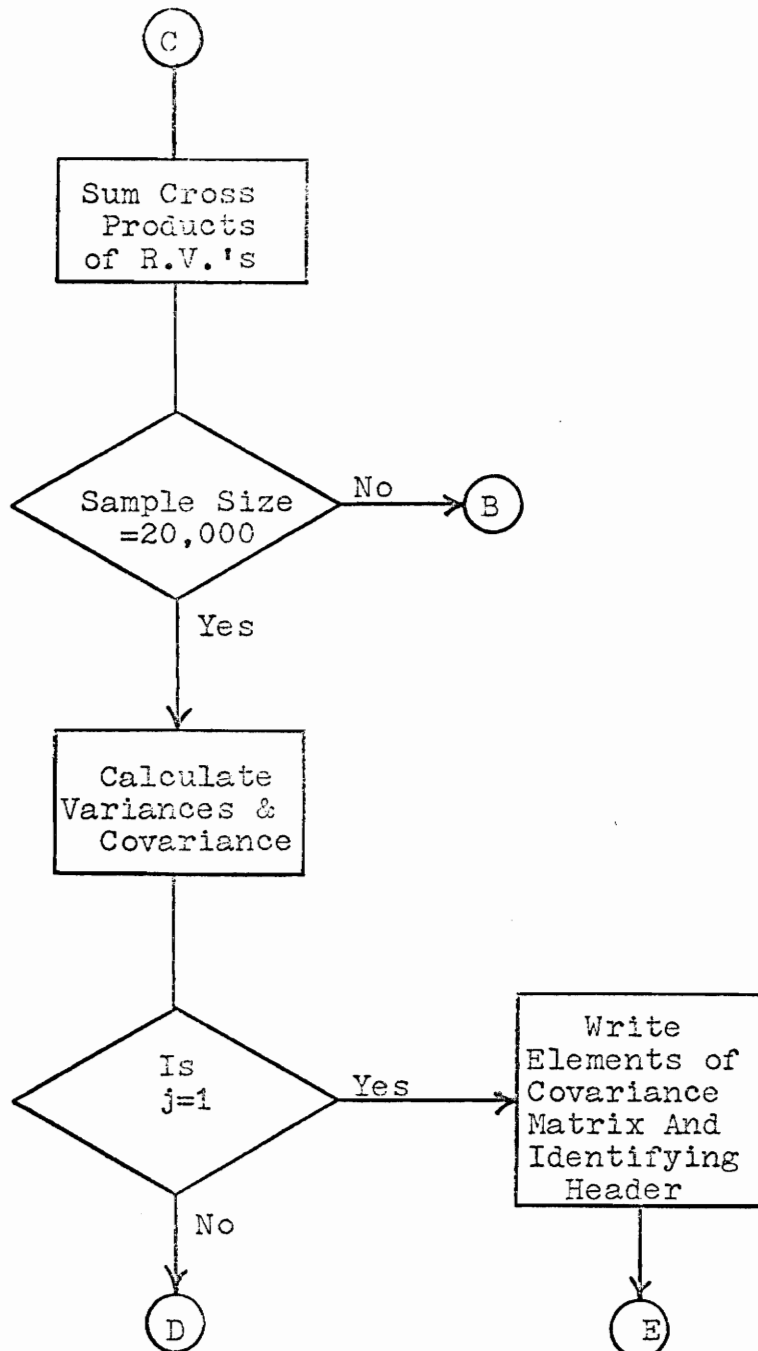 C
Sum Cross
Products
of R.V.'s
Sample Size
=20,000
No
B
Yes
Calculate
Variances &
Covariance
Is
j=1
Yes
Write
Elements of
Covariance
Matrix And
Identifying
Header
No
D
E